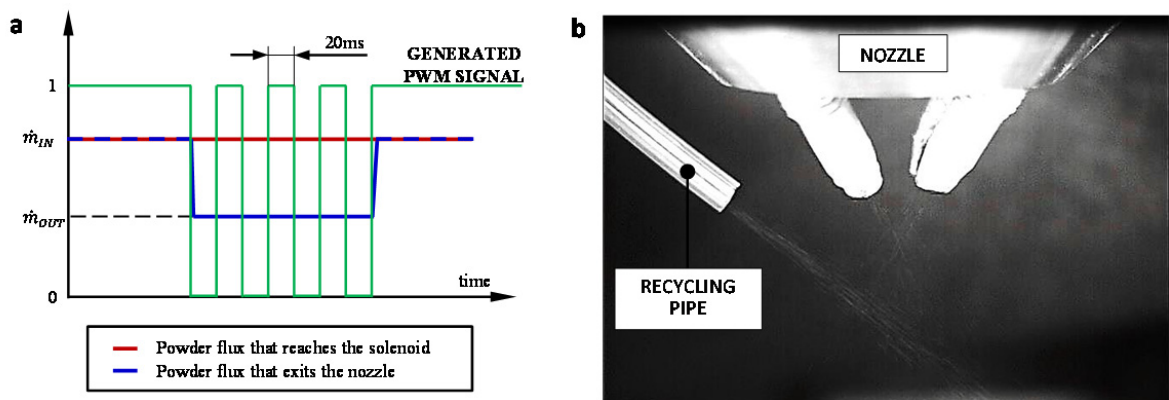 a
20ms
GENERATED
PWM SIGNAL
1
ṁIN
ṁOUT
0
time
Powder flux that reaches the solenoid
Powder flux that exits the nozzle
b
NOZZLE
RECYCLING
PIPE